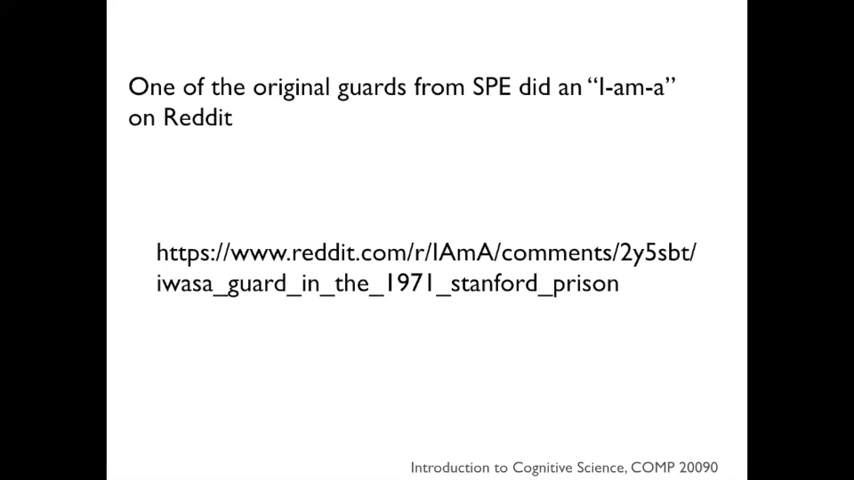 One of the original guards from SPE did an “I-am-a”
on Reddit
https://www.reddit.com/r/IAmA/comments/2y5sbt/
iwasa_guard_in_the_1971_stanford_prison
Introduction to Cognitive Science, COMP 20090